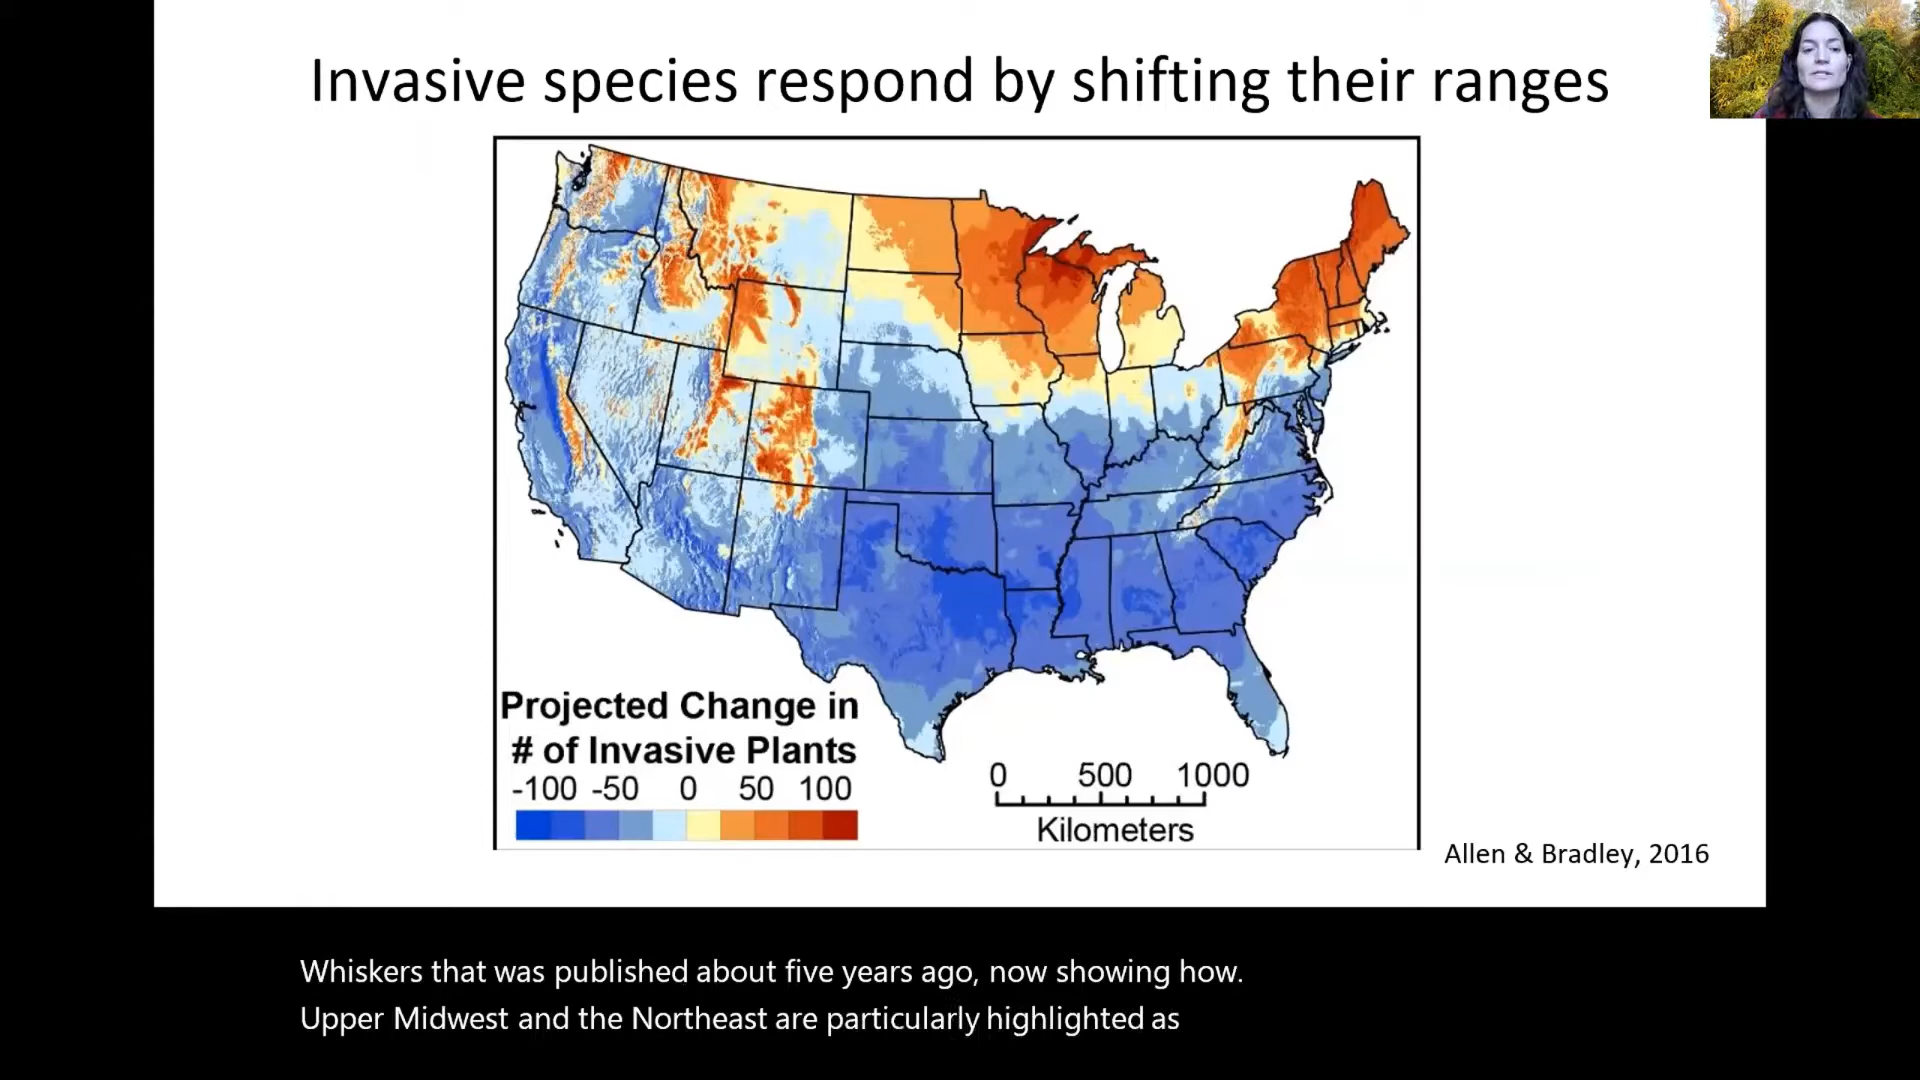 Invasive species respond by shifting their ranges
Projected Change in
# of Invasive Plants
-100 -50 0 50 100
0 500 1000
Kilometers
Allen & Bradley, 2016
Whiskers that was published about five years ago, now showing how.
Upper Midwest and the Northeast are particularly highlighted as